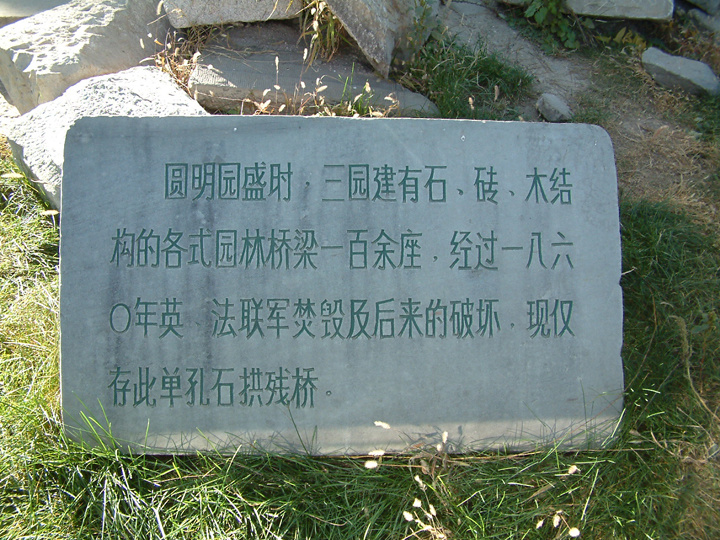 圆明园盛时，三园建有石、砖、木结
构的各式园林桥梁一百余座，经过一八六
〇年英、法联军焚毁及后来的破坏，现仅
存此单孔石拱残桥。